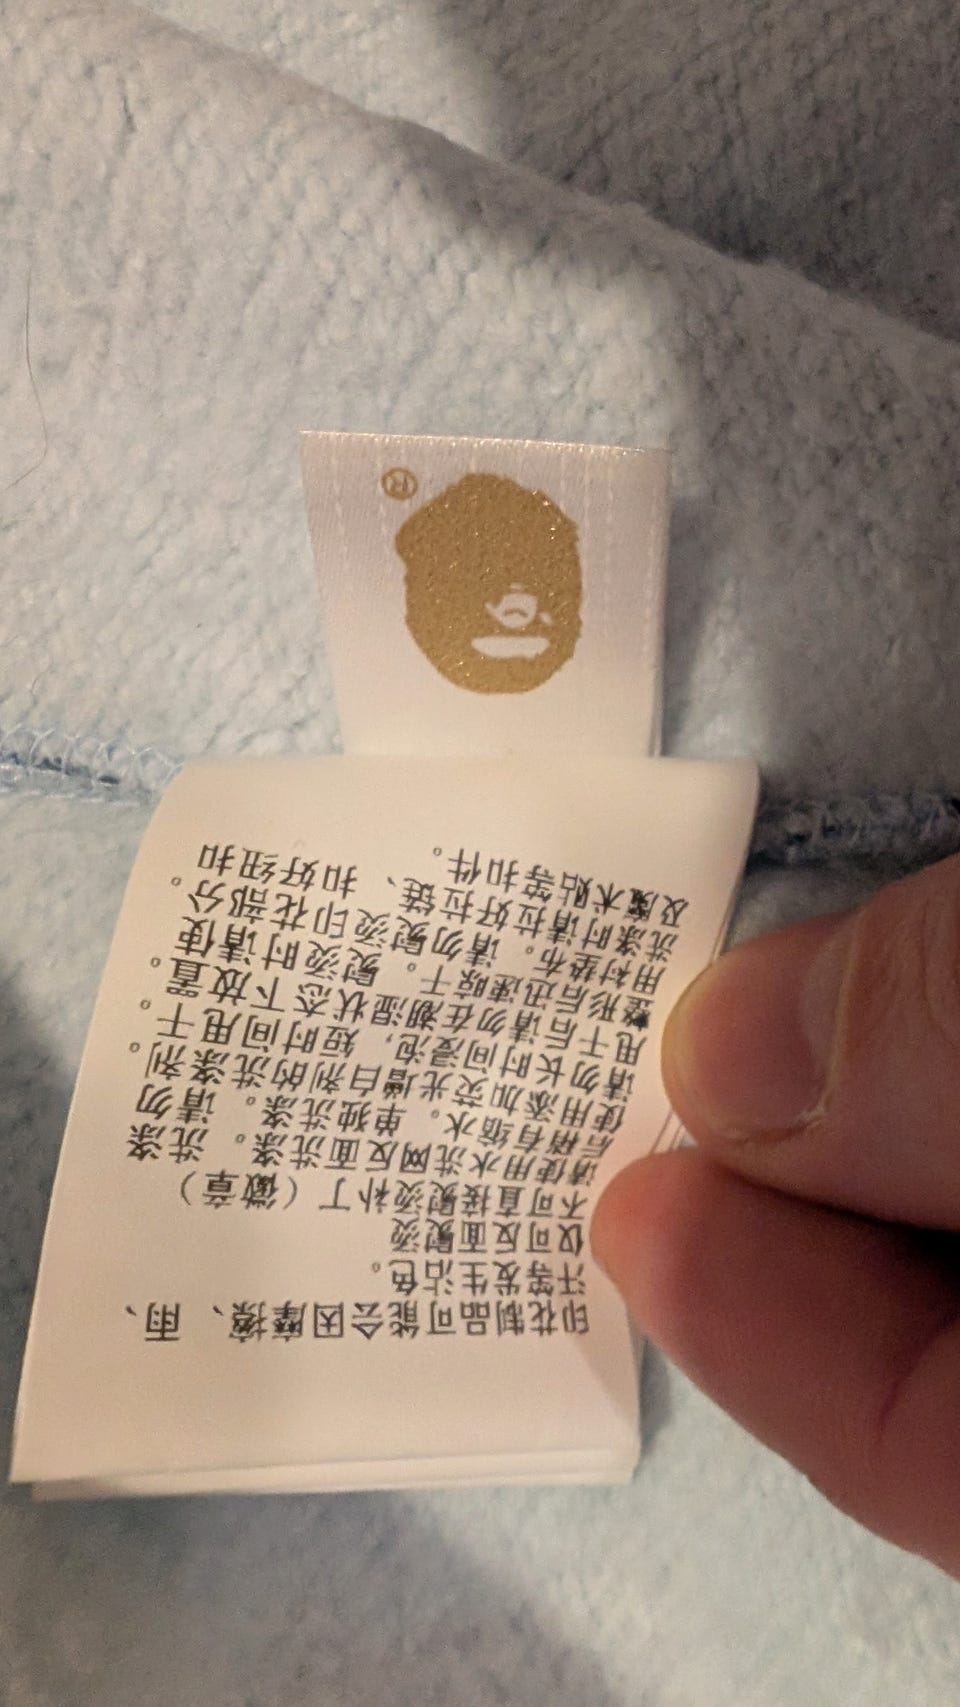 ®
印花制品可能会因摩擦、雨、
汗等发生沾色。
仅可反面熨烫
不可直接熨烫补丁（徽章）
请使用水洗网反面洗涤。洗涤
后稍有缩水。单独洗涤。请勿
使用添加荧光增白剂的洗涤剂。
请勿长时间浸泡，短时间甩干。
甩干后请勿在潮湿状态下放置。
整形后迅速晾干。熨烫时请使
用衬垫布。请勿熨烫印花部分。
洗涤时请拉好拉链、扣好纽扣
及魔术贴等扣件。